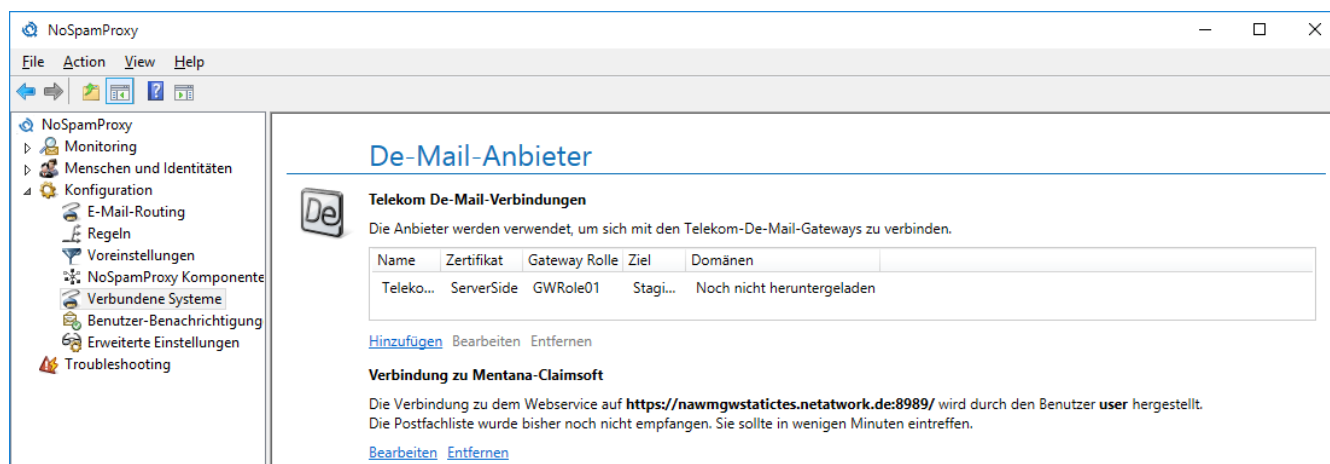 NoSpamProxy
File Action View Help
NoSpamProxy
Monitoring
Menschen und Identitäten
Konfiguration
E-Mail-Routing
Regeln
Voreinstellungen
NoSpamProxy Komponente
Verbundene Systeme
Benutzer-Benachrichtigung
Erweiterte Einstellungen
Troubleshooting
De-Mail-Anbieter
De
Telekom De-Mail-Verbindungen
Die Anbieter werden verwendet, um sich mit den Telekom-De-Mail-Gateways zu verbinden.
Name Zertifikat Gateway Rolle Ziel Domänen
Teleko... ServerSide GWRole01 Stagi... Noch nicht heruntergeladen
Hinzufügen Bearbeiten Entfernen
Verbindung zu Mentana-Claimsoft
Die Verbindung zu dem Webservice auf https://nawmgwstatictes.netatwork.de:8989/ wird durch den Benutzer user hergestellt.
Die Postfachliste wurde bisher noch nicht empfangen. Sie sollte in wenigen Minuten eintreffen.
Bearbeiten Entfernen